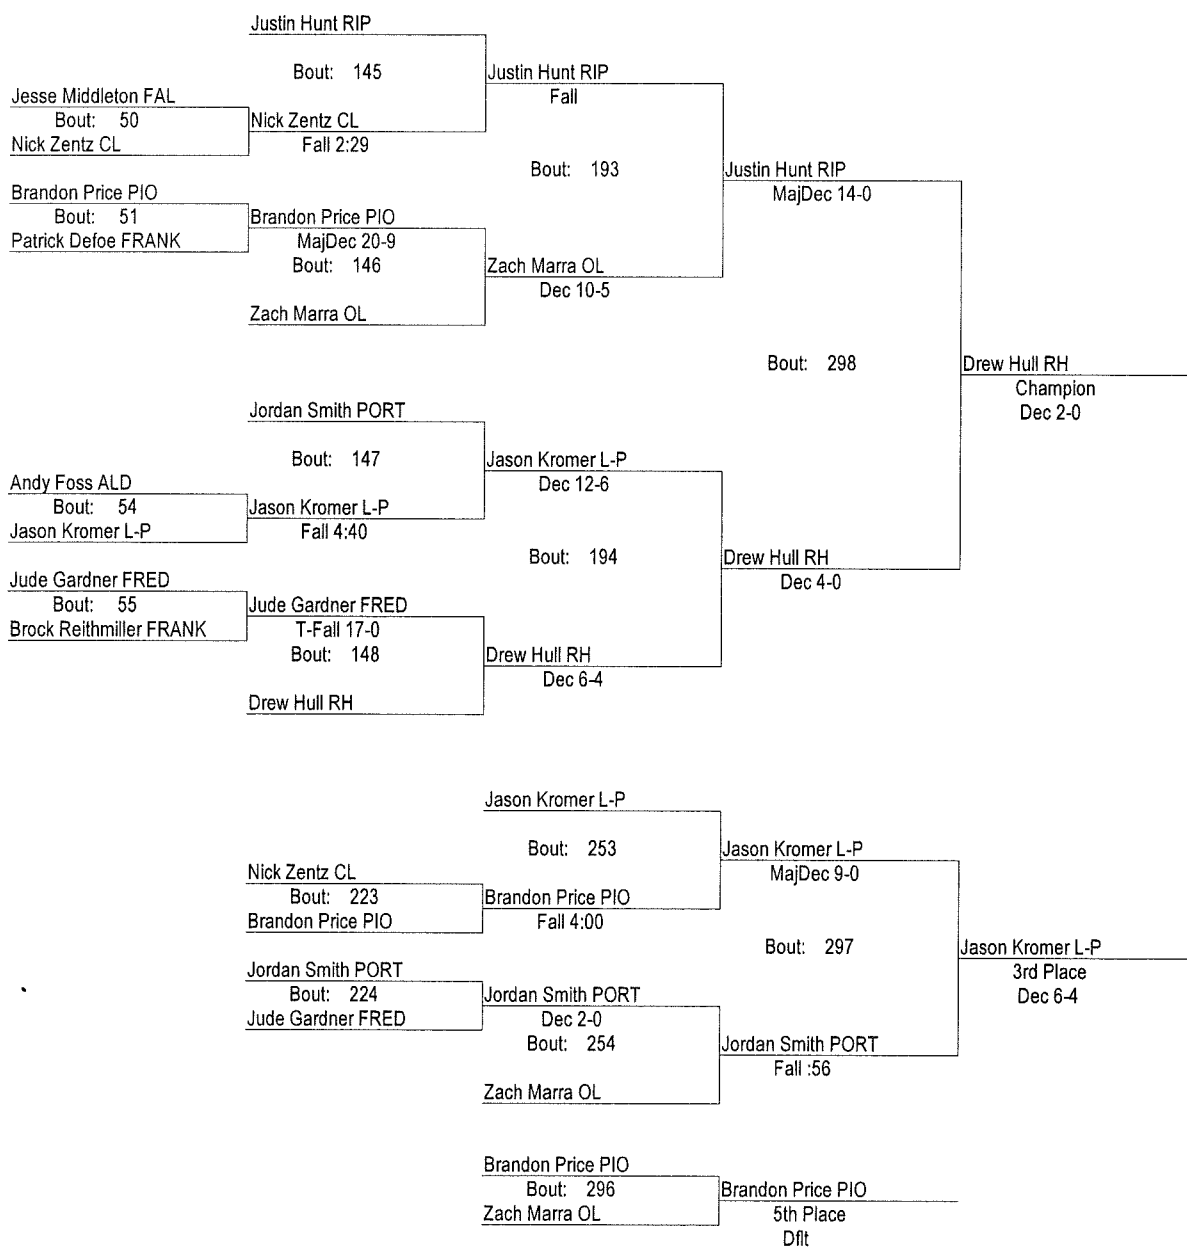 Justin Hunt RIP
Bout: 145
Justin Hunt RIP
Fall
Jesse Middleton FAL
Bout: 50
Nick Zentz CL
Nick Zentz CL
Fall 2:29
Bout: 193
Justin Hunt RIP
MajDec 14-0
Brandon Price PIO
Bout: 51
Patrick Defoe FRANK
Brandon Price PIO
MajDec 20-9
Bout: 146
Zach Marra OL
Dec 10-5
Zach Marra OL
Bout: 298
Drew Hull RH
Champion
Dec 2-0
Jordan Smith PORT
Bout: 147
Jason Kromer L-P
Dec 12-6
Andy Foss ALD
Bout: 54
Jason Kromer L-P
Jason Kromer L-P
Fall 4:40
Bout: 194
Drew Hull RH
Dec 4-0
Jude Gardner FRED
Bout: 55
Brock Reithmiller FRANK
Jude Gardner FRED
T-Fall 17-0
Bout: 148
Drew Hull RH
Dec 6-4
Drew Hull RH
Jason Kromer L-P
Bout: 253
Jason Kromer L-P
MajDec 9-0
Nick Zentz CL
Bout: 223
Brandon Price PIO
Brandon Price PIO
Fall 4:00
Bout: 297
Jason Kromer L-P
3rd Place
Dec 6-4
Jordan Smith PORT
Bout: 224
Jude Gardner FRED
Jordan Smith PORT
Dec 2-0
Bout: 254
Jordan Smith PORT
Fall :56
Zach Marra OL
Brandon Price PIO
Bout: 296
Zach Marra OL
Brandon Price PIO
5th Place
Dflt